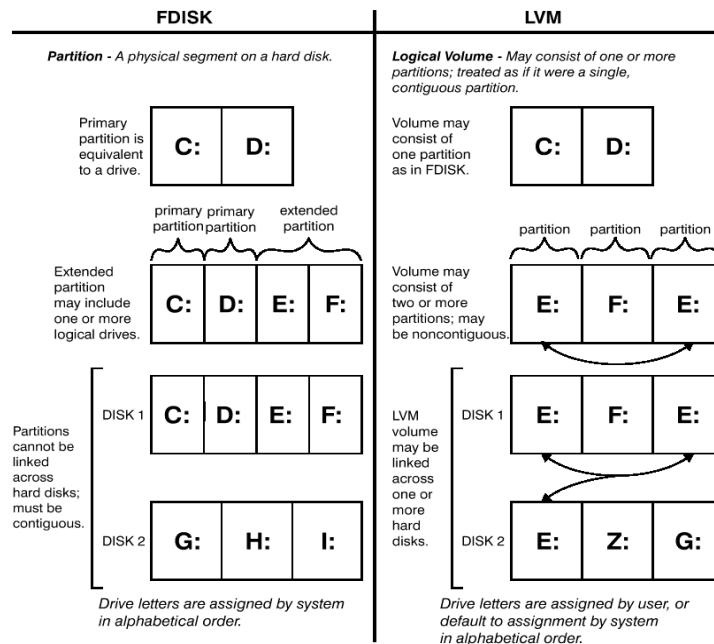 FDISK
Partition - A physical segment on a hard disk.
Primary
partition is
equivalent
to a drive.
C: D:
primary
partition
primary
partition
extended
partition
Extended
partition
may include
one or more
logical drives.
C: D: E: F:
Partitions
cannot be
linked
across
hard disks;
must be
contiguous.
DISK 1
C: D: E: F:
DISK 2
G: H: I:
Drive letters are assigned by system
in alphabetical order.
LVM
Logical Volume - May consist of one or more
partitions; treated as if it were a single,
contiguous partition.
Volume may
consist of
one partition
as in FDISK.
C: D:
partition partition partition
Volume may
consist of
two or more
partitions; may
be noncontiguous.
E: F: E:
LVM
volume
may be
linked
across
one or
more
hard
disks.
DISK 1
E: F: E:
DISK 2
E: Z: G:
Drive letters are assigned by user, or
default to assignment by system
in alphabetical order.